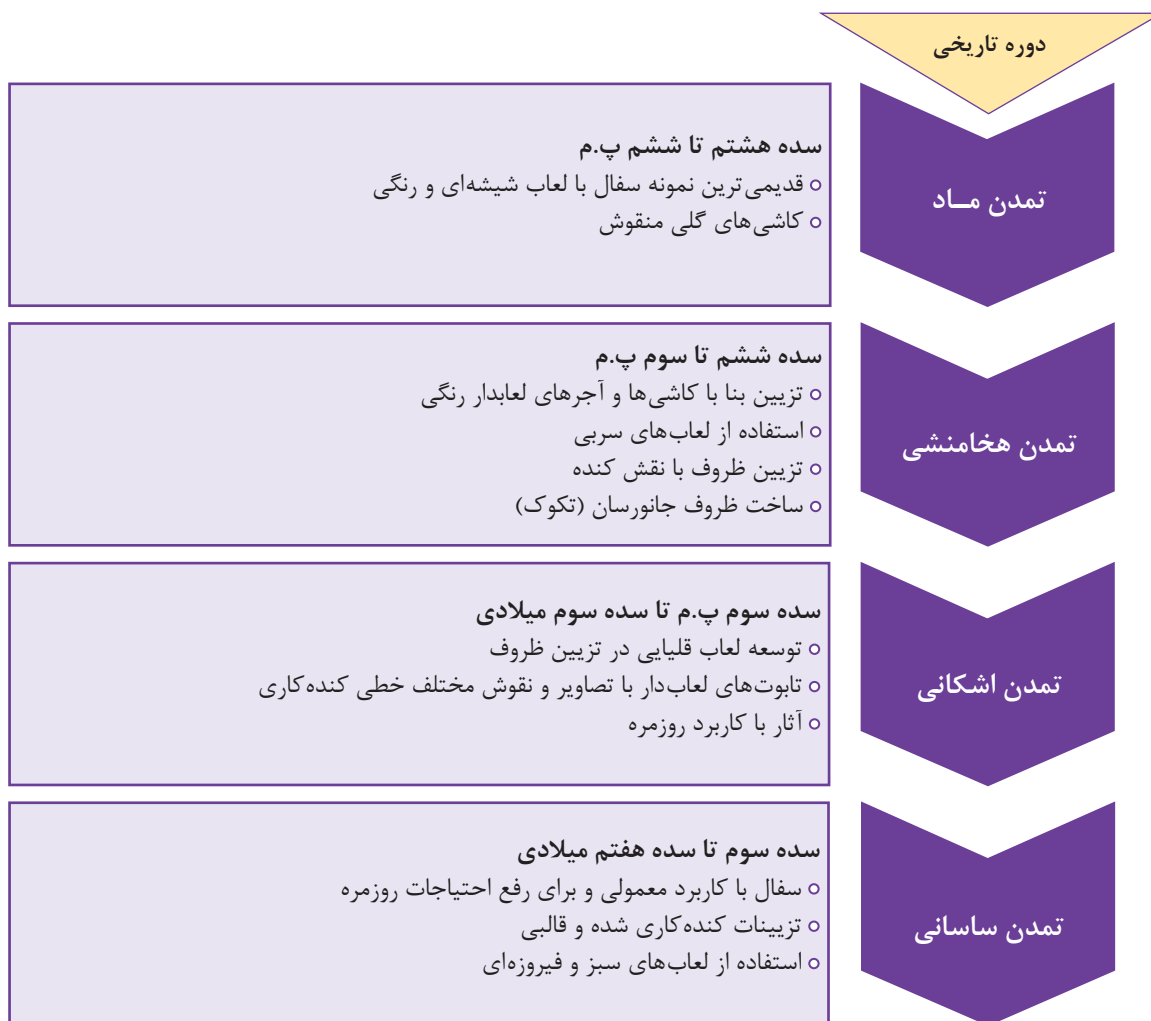 دوره تاریخی
تمدن مــاد
سده هشتم تا ششم پ.م
قدیمی‌ترین نمونه سفال با لعاب شیشه‌ای و رنگی
کاشی‌های گلی منقوش
تمدن هخامنشی
سده ششم تا سوم پ.م
تزیین بنا با کاشی‌ها و آجرهای لعابدار رنگی
استفاده از لعاب‌های سربی
تزیین ظروف با نقش کنده
ساخت ظروف جانورسان (تکوک)
تمدن اشکانی
سده سوم پ.م تا سده سوم میلادی
توسعه لعاب قلیایی در تزیین ظروف
تابوت‌های لعاب‌دار با تصاویر و نقوش مختلف خطی کنده‌کاری
آثار با کاربرد روزمره
تمدن ساسانی
سده سوم تا سده هفتم میلادی
سفال با کاربرد معمولی و برای رفع احتیاجات روزمره
تزیینات کنده‌کاری شده و قالبی
استفاده از لعاب‌های سبز و فیروزه‌ای